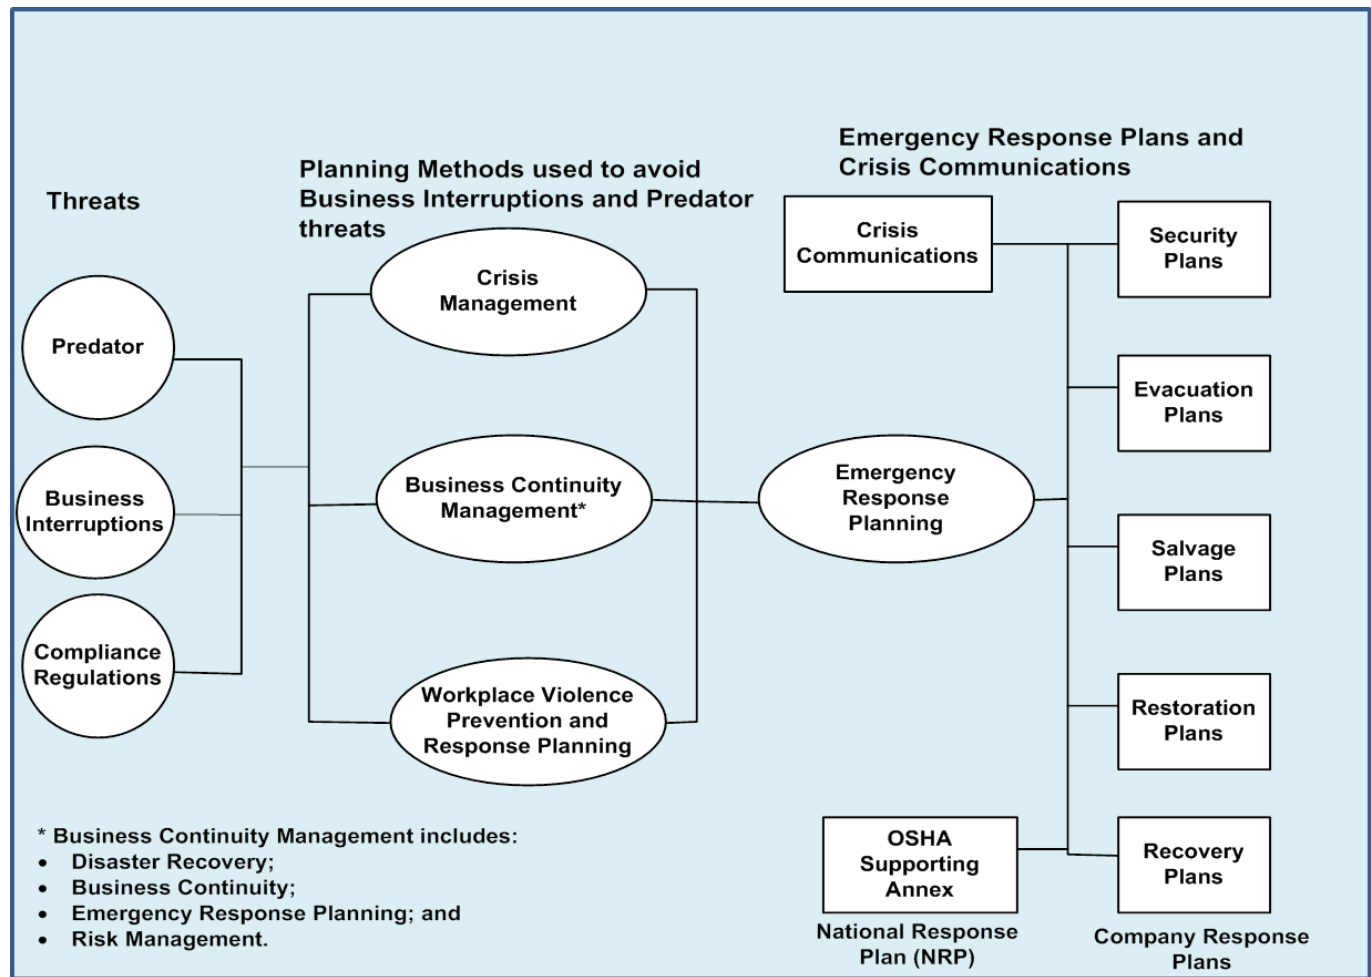 Threats
Predator
Business
Interruptions
Compliance
Regulations
Planning Methods used to avoid
Business Interruptions and Predator
threats
Crisis
Management
Business Continuity
Management*
Workplace Violence
Prevention and
Response Planning
Emergency
Response
Planning
Emergency Response Plans and
Crisis Communications
Crisis
Communications
Security
Plans
Evacuation
Plans
Salvage
Plans
Restoration
Plans
Recovery
Plans
Company Response
Plans
OSHA
Supporting
Annex
National Response
Plan (NRP)
* Business Continuity Management includes:
• Disaster Recovery;
• Business Continuity;
• Emergency Response Planning; and
• Risk Management.